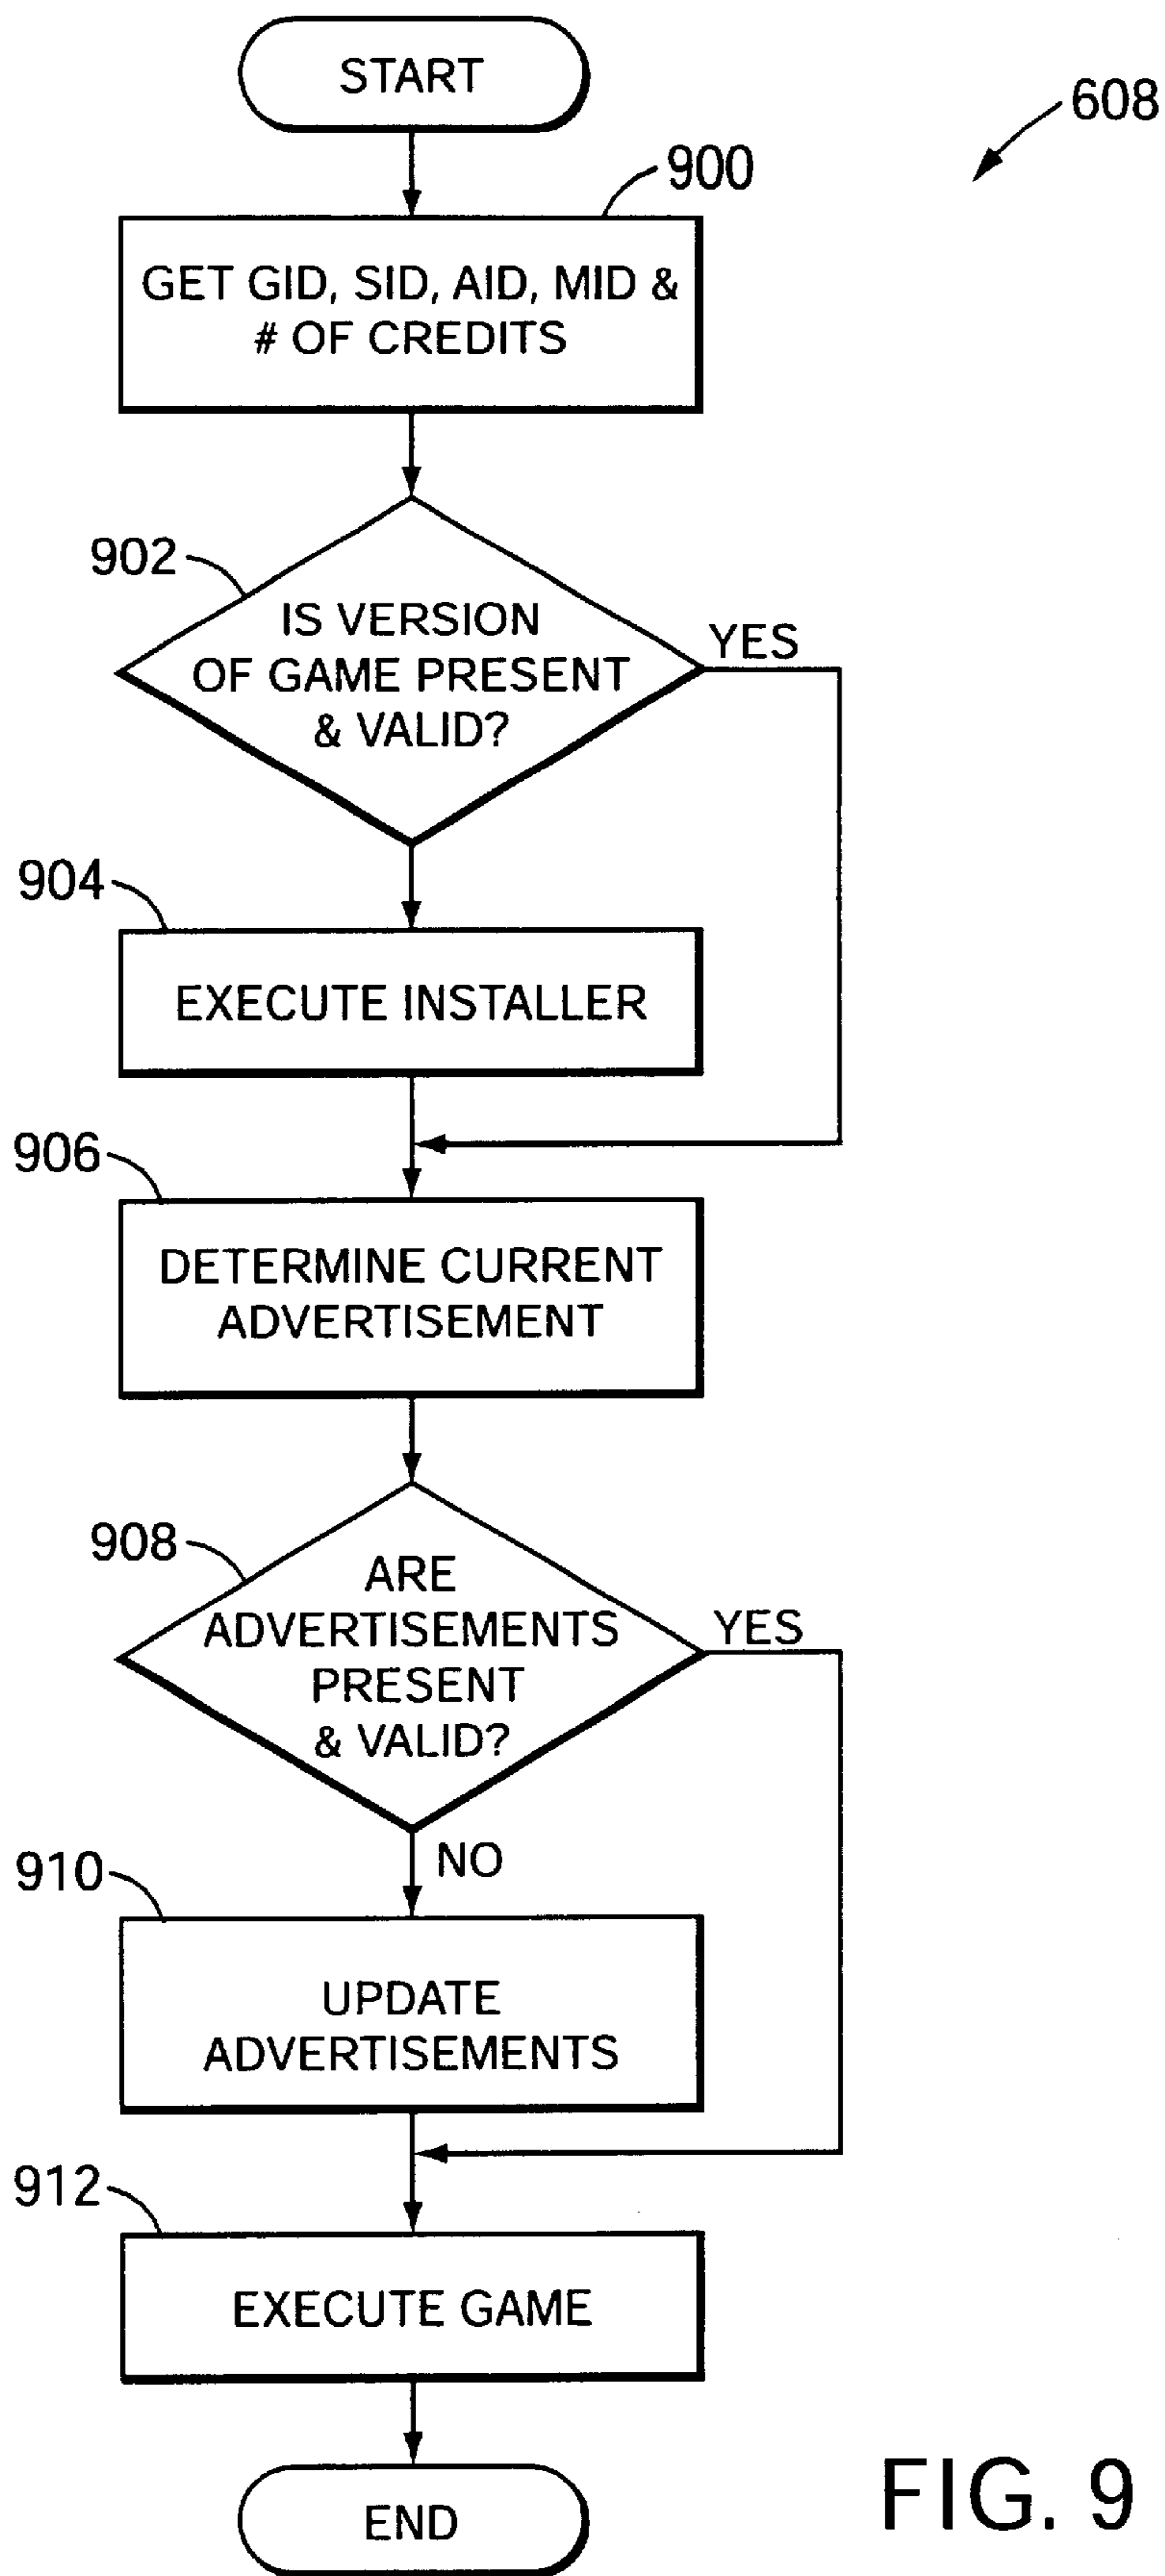 START
608
900
GET GID, SID, AID, MID &
# OF CREDITS
902
IS VERSION
OF GAME PRESENT
& VALID?
YES
904
EXECUTE INSTALLER
906
DETERMINE CURRENT
ADVERTISEMENT
908
ARE
ADVERTISEMENTS
PRESENT
& VALID?
YES
NO
910
UPDATE
ADVERTISEMENTS
912
EXECUTE GAME
END
FIG. 9